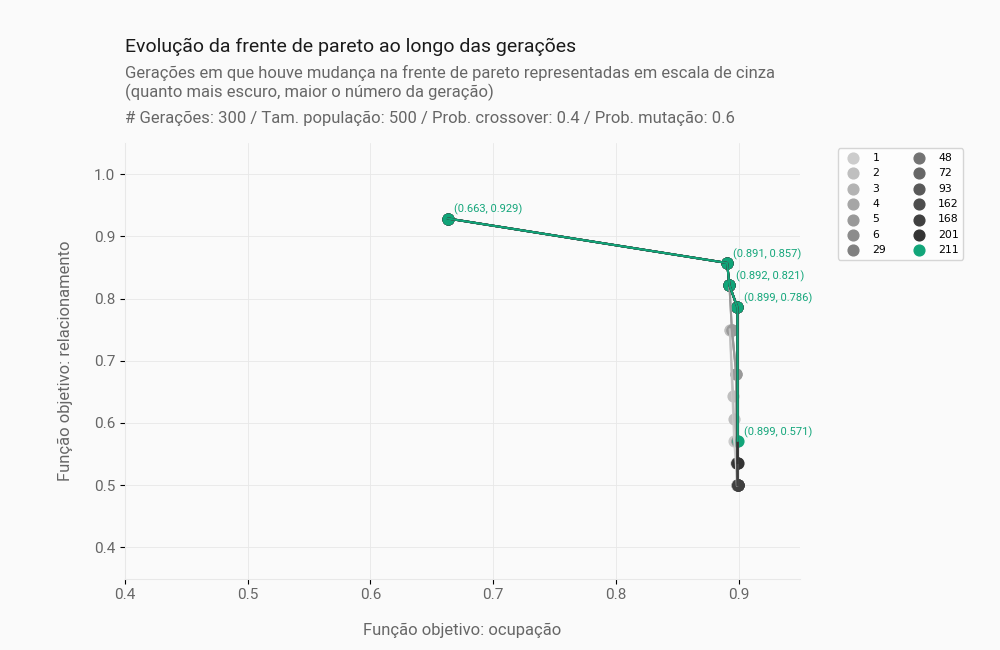 Evolução da frente de pareto ao longo das gerações
Gerações em que houve mudança na frente de pareto representadas em escala de cinza
(quanto mais escuro, maior o número da geração)
# Gerações: 300 / Tam. população: 500 / Prob. crossover: 0.4 / Prob. mutação: 0.6
1 48
2 72
3 93
4 162
5 168
6 201
29 211
1.0
0.9
0.8
0.7
0.6
0.5
0.4
Função objetivo: relacionamento
(0.663, 0.929)
(0.891, 0.857)
(0.892, 0.821)
(0.899, 0.786)
(0.899, 0.571)
0.4 0.5 0.6 0.7 0.8 0.9
Função objetivo: ocupação